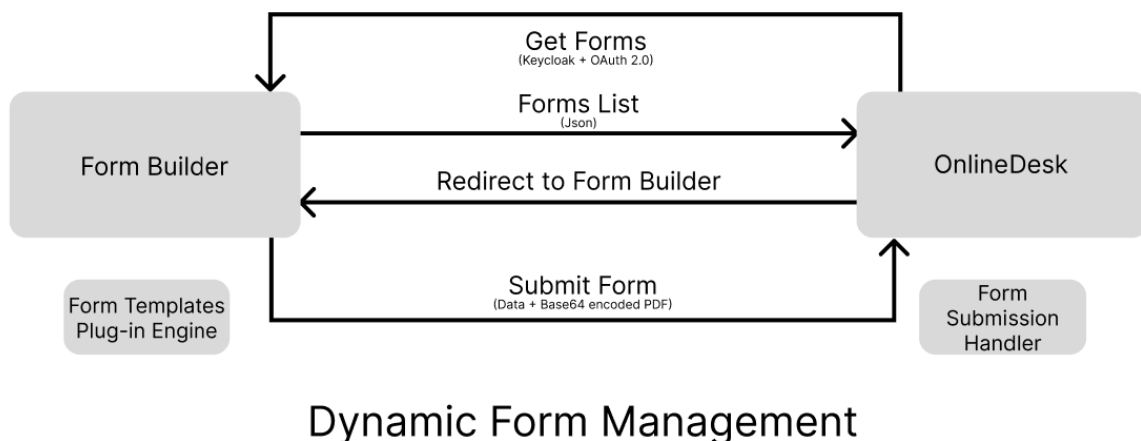 Get Forms
(Keycloak + OAuth 2.0)
Forms List
(Json)
Form Builder
OnlineDesk
Redirect to Form Builder
Submit Form
(Data + Base64 encoded PDF)
Form Templates
Plug-in Engine
Form
Submission
Handler
Dynamic Form Management